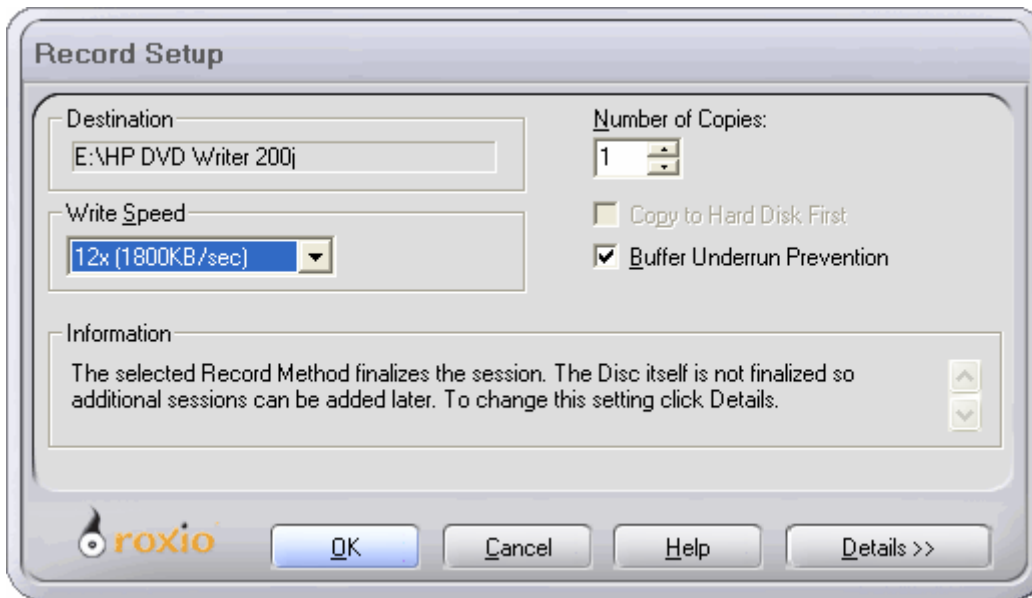 Record Setup
Destination
E:\HP DVD Writer 200j
Number of Copies:
1
Write Speed
12x (1800KB/sec)
Copy to Hard Disk First
Buffer Underrun Prevention
Information
The selected Record Method finalizes the session. The Disc itself is not finalized so
additional sessions can be added later. To change this setting click Details.
roxio
OK
Cancel
Help
Details >>